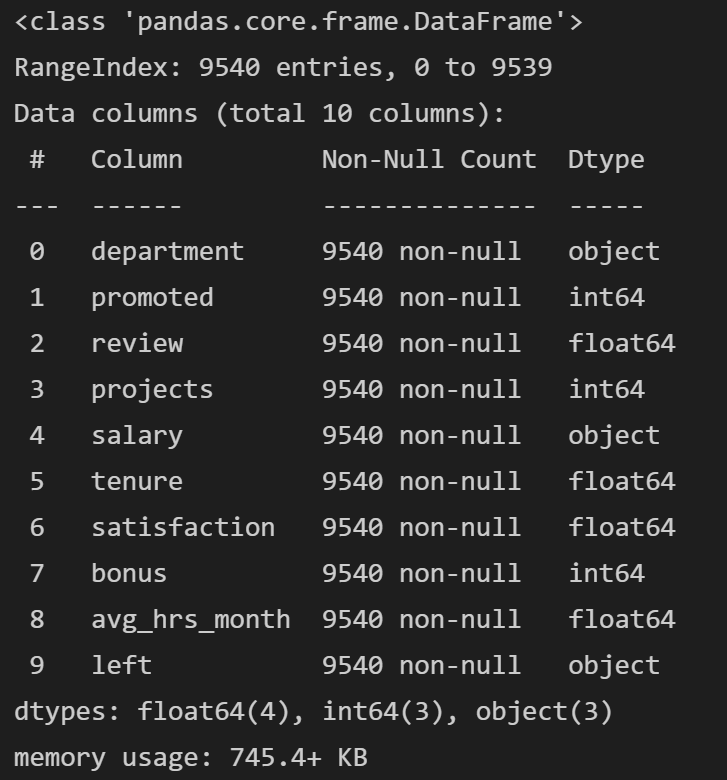 <class 'pandas.core.frame.DataFrame'>
RangeIndex: 9540 entries, 0 to 9539
Data columns (total 10 columns):
 #   Column         Non-Null Count  Dtype
---  ------         --------------  -----
 0   department     9540 non-null   object
 1   promoted       9540 non-null   int64
 2   review         9540 non-null   float64
 3   projects       9540 non-null   int64
 4   salary         9540 non-null   object
 5   tenure         9540 non-null   float64
 6   satisfaction   9540 non-null   float64
 7   bonus          9540 non-null   int64
 8   avg_hrs_month  9540 non-null   float64
 9   left           9540 non-null   object
dtypes: float64(4), int64(3), object(3)
memory usage: 745.4+ KB